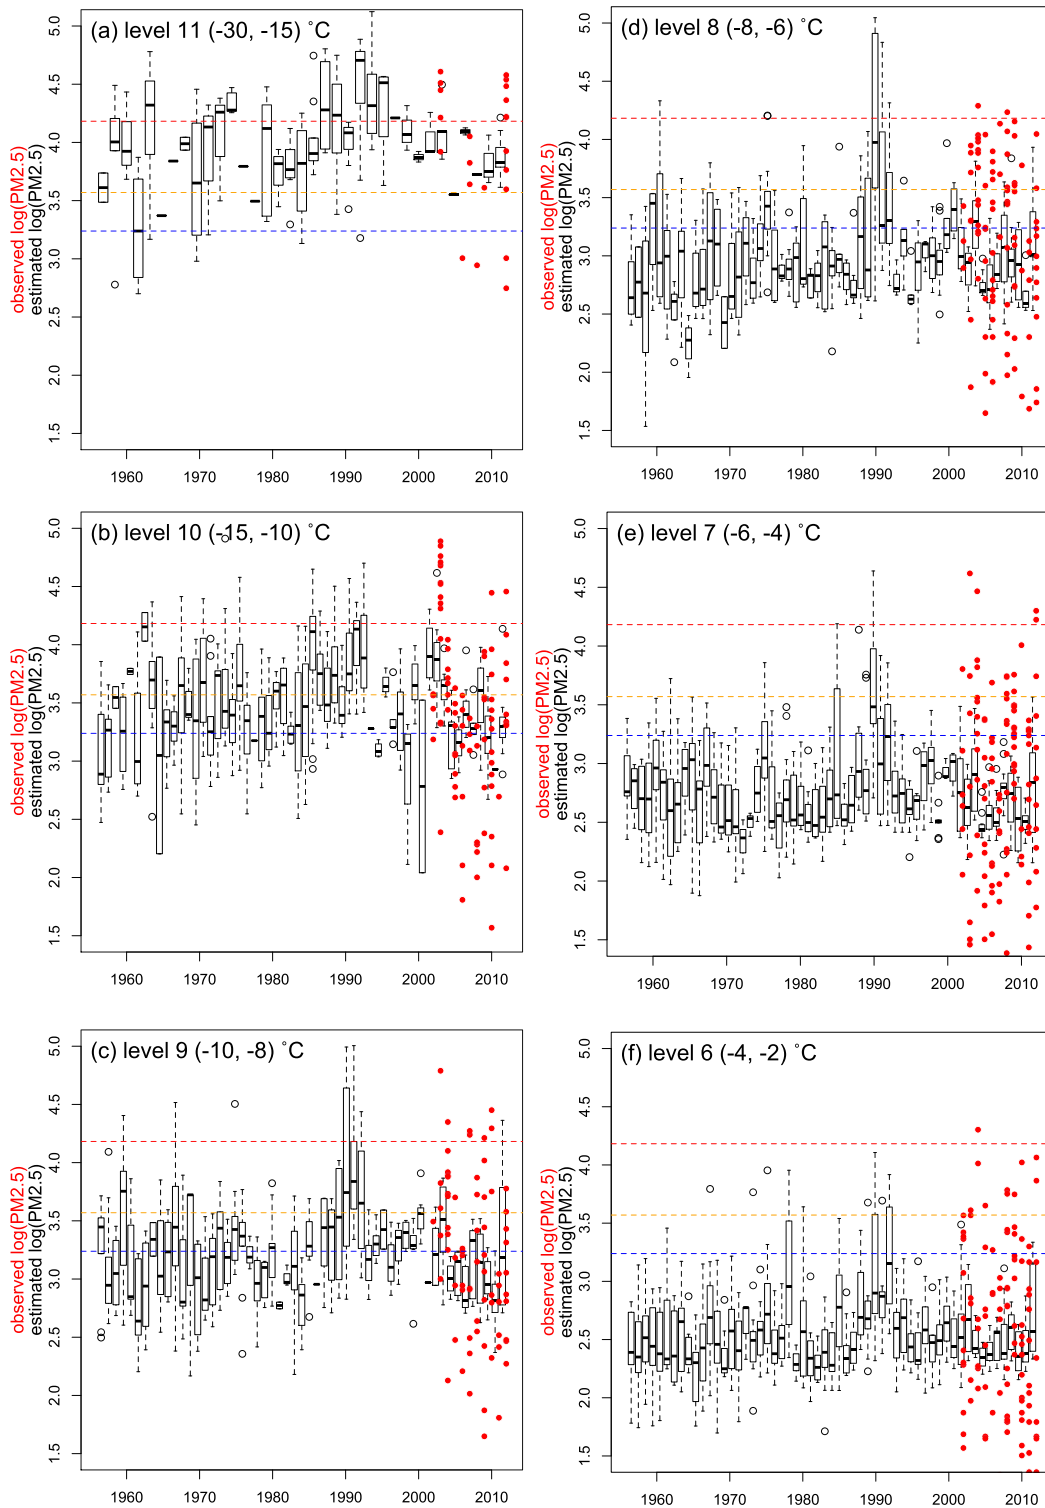 (a) level 11 (-30, -15) °C
observed log(PM2.5)
estimated log(PM2.5)
5.0
4.5
4.0
3.5
3.0
2.5
2.0
1.5
1960 1970 1980 1990 2000 2010
(d) level 8 (-8, -6) °C
observed log(PM2.5)
estimated log(PM2.5)
5.0
4.5
4.0
3.5
3.0
2.5
2.0
1.5
1960 1970 1980 1990 2000 2010
(b) level 10 (-15, -10) °C
observed log(PM2.5)
estimated log(PM2.5)
5.0
4.5
4.0
3.5
3.0
2.5
2.0
1.5
1960 1970 1980 1990 2000 2010
(e) level 7 (-6, -4) °C
observed log(PM2.5)
estimated log(PM2.5)
5.0
4.5
4.0
3.5
3.0
2.5
2.0
1.5
1960 1970 1980 1990 2000 2010
(c) level 9 (-10, -8) °C
observed log(PM2.5)
estimated log(PM2.5)
5.0
4.5
4.0
3.5
3.0
2.5
2.0
1.5
1960 1970 1980 1990 2000 2010
(f) level 6 (-4, -2) °C
observed log(PM2.5)
estimated log(PM2.5)
5.0
4.5
4.0
3.5
3.0
2.5
2.0
1.5
1960 1970 1980 1990 2000 2010